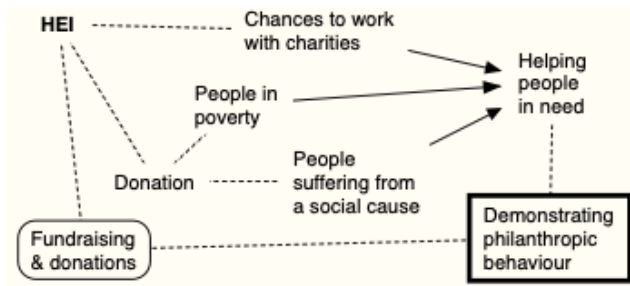 HEI
Chances to work
with charities
Helping
people
in need
People in
poverty
Donation
People
suffering from
a social cause
Fundraising
& donations
Demonstrating
philanthropic
behaviour